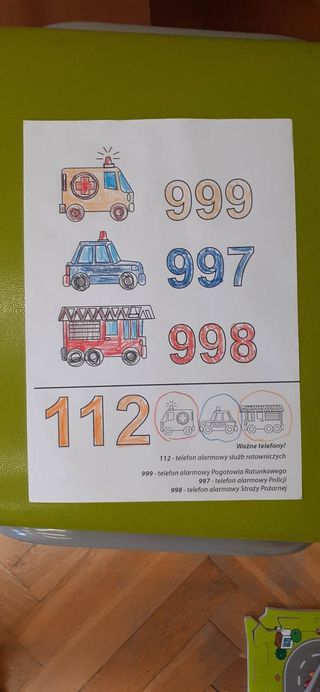 999
997
998
112
Ważne telefony!
112 - telefon alarmowy służb ratowniczych
999 - telefon alarmowy Pogotowia Ratunkowego
997 - telefon alarmowy Policji
998 - telefon alarmowy Straży Pożarnej